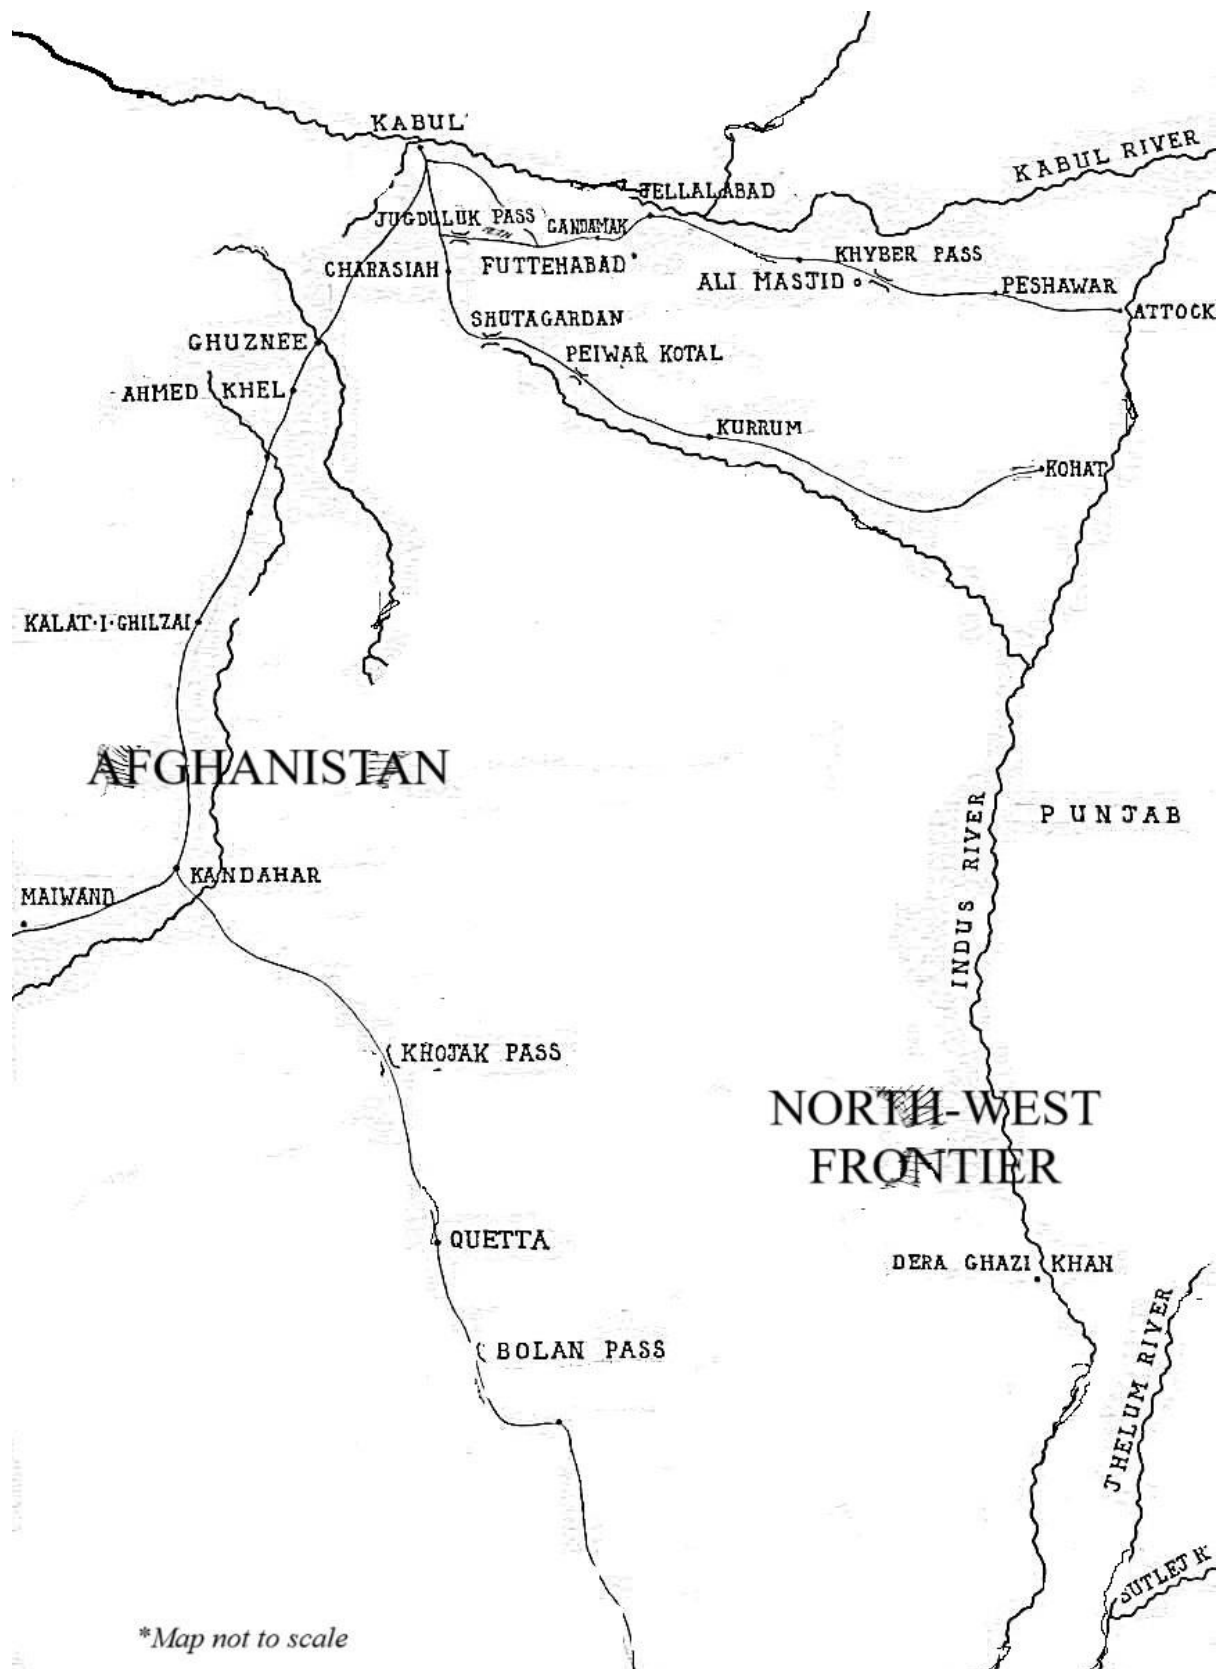 KABUL
KABUL RIVER
JELLALABAD
JUGDULUK PASS
GANDAMAK
KHYBER PASS
CHARASIAH
FUTTEHABAD*
ALI MASJID
PESHAWAR
ATTOCK
SHUTAGARDAN
GHUZNEE
PEIWAR KOTAL
AHMED KHEL
KURRUM
KOHAT
KALAT·I·GHILZAI
AFGHANISTAN
PUNJAB
INDUS RIVER
KANDAHAR
MAIWAND
KHOJAK PASS
NORTH-WEST
FRONTIER
QUETTA
DERA GHAZI KHAN
BOLAN PASS
JHELUM RIVER
SUTLEJ R
*Map not to scale